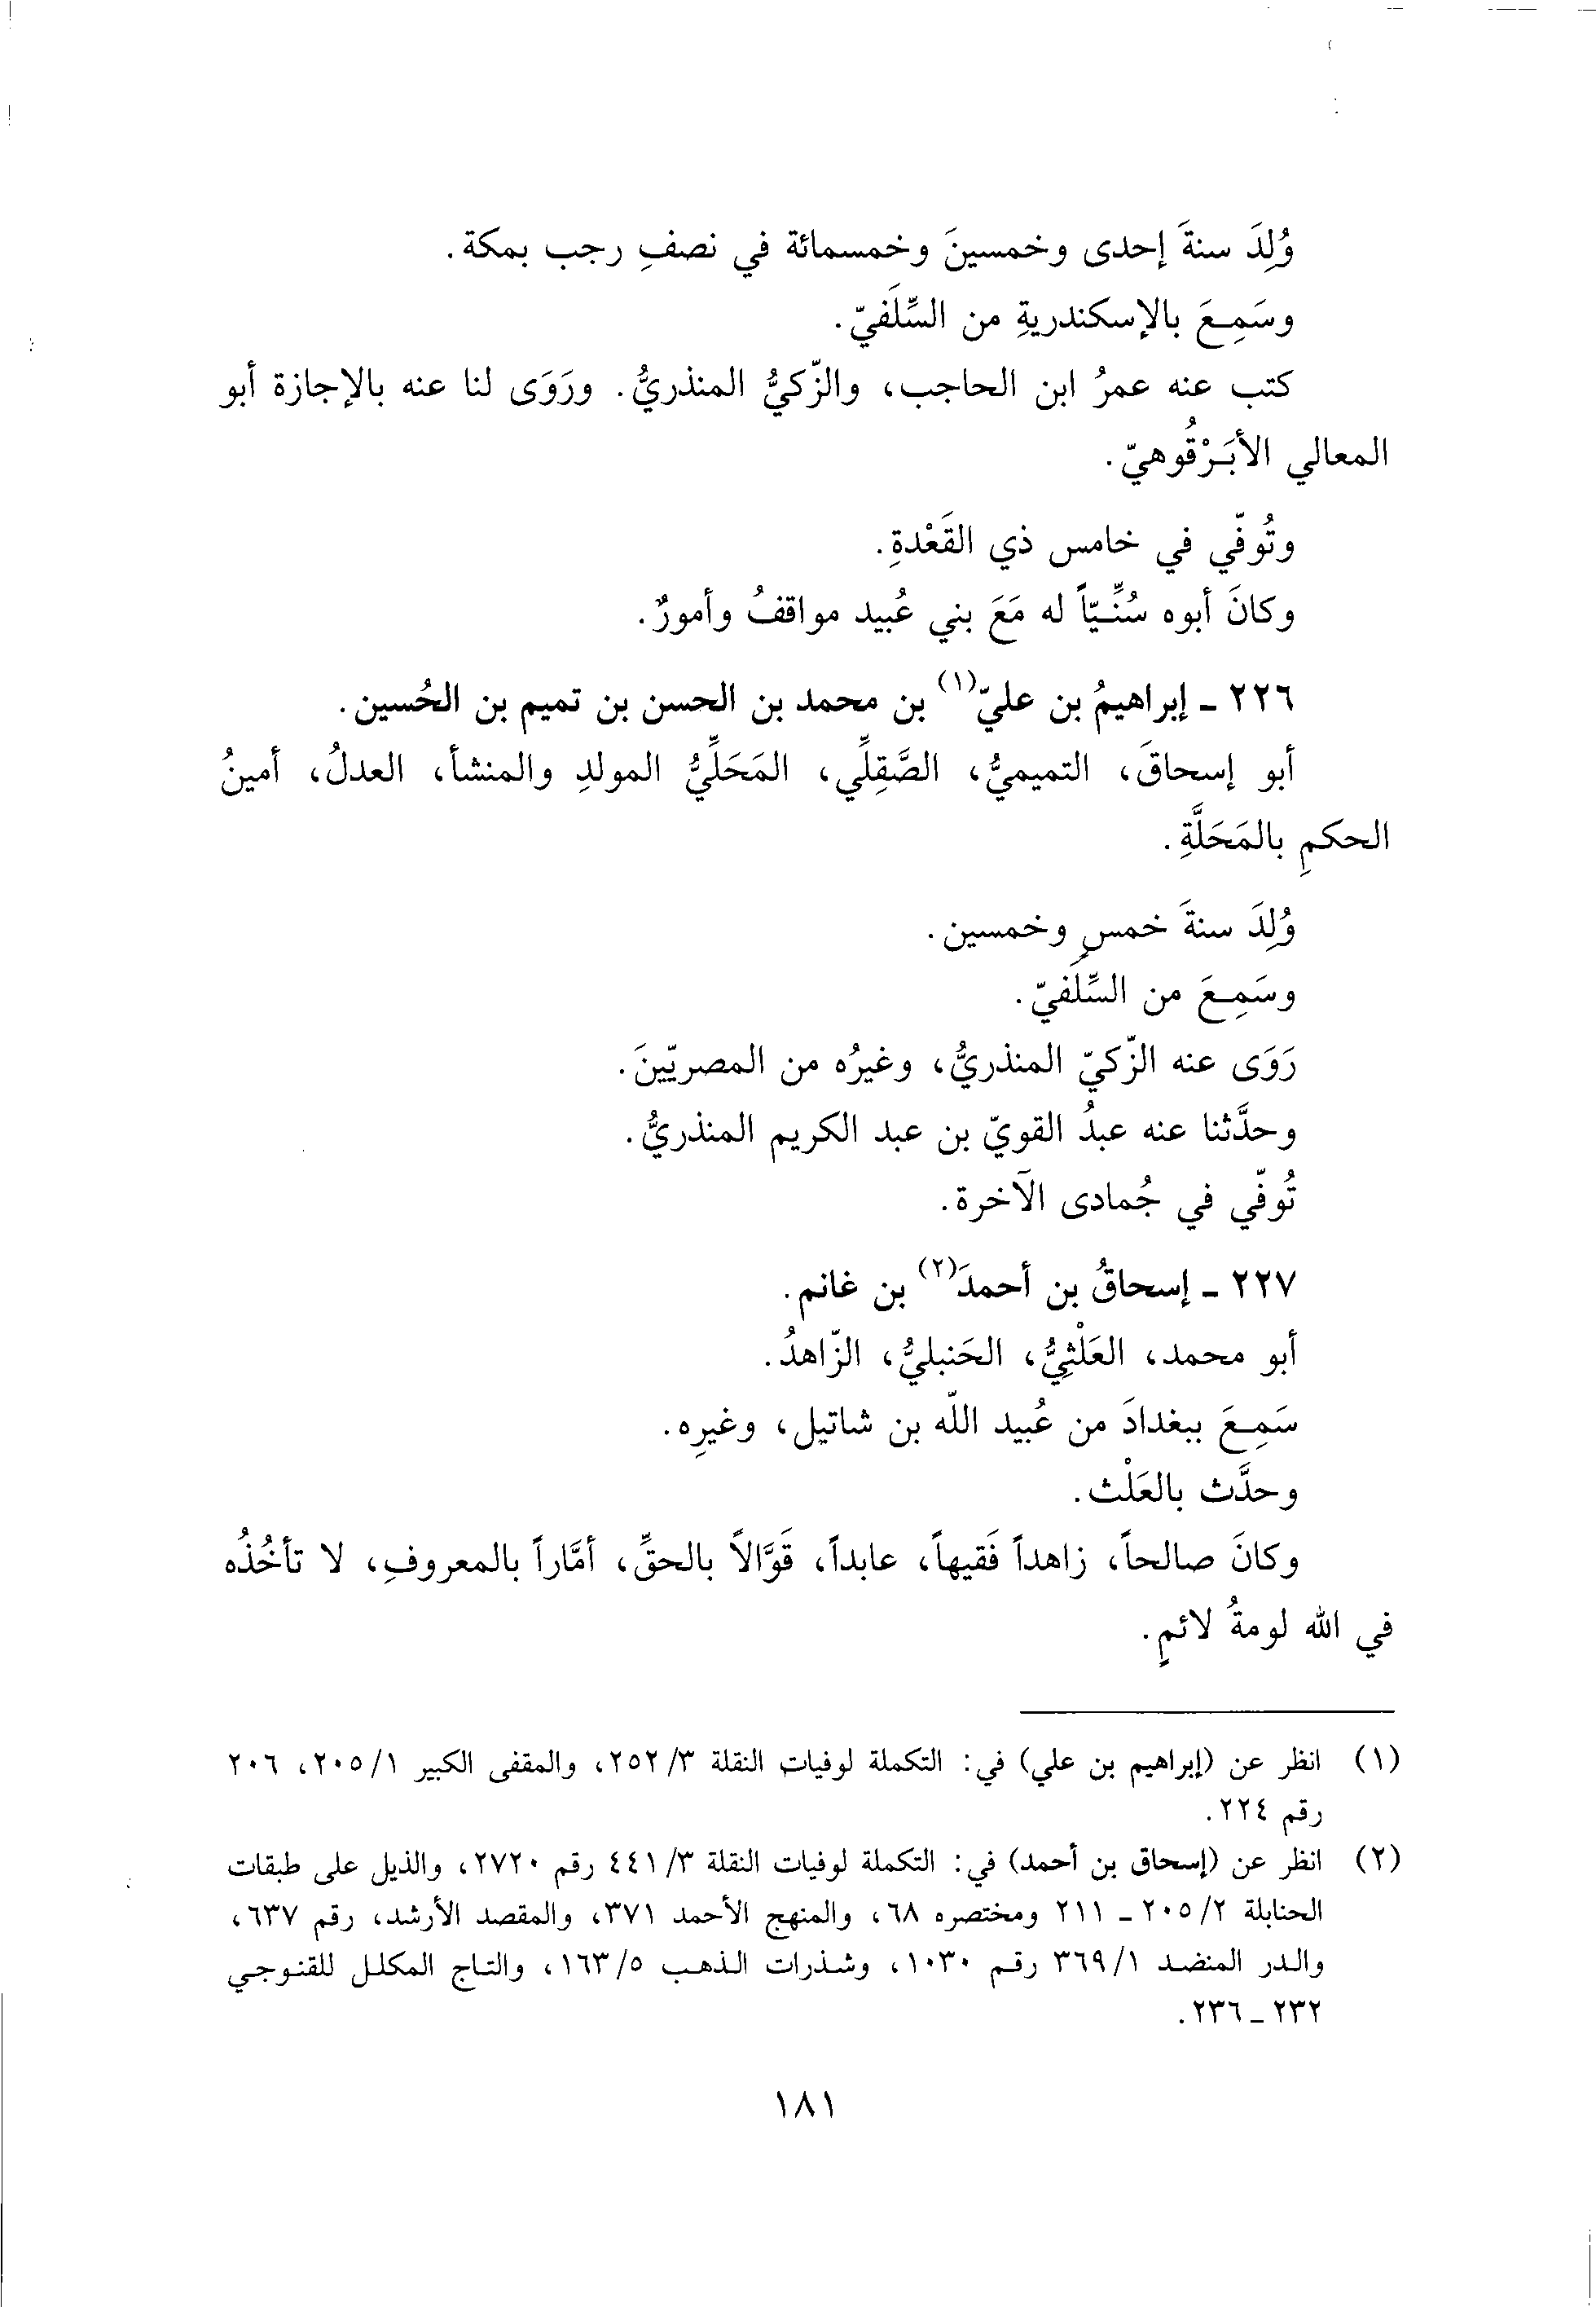 وُلِدَ سنةَ إحدى وخمسينَ وخمسمائة في نصفِ رجب بمكة.
وسَمِعَ بالإسكندريةِ من السِّلَفيّ.
كتب عنه عمرُ ابن الحاجب، والزّكيُّ المنذريُّ. ورَوَى لنا عنه بالإجازة أبو
المعالي الأبَرْقُوهيّ.
وتُوفّي في خامس ذي القَعْدةِ.
وكانَ أبوه سُنِّيّاً له مَعَ بني عُبيد مواقفُ وأمورٌ.
٢٢٦ - إبراهيمُ بن عليّ(١) بن محمد بن الحسن بن تميم بن الحُسين.
أبو إسحاقَ، التميميُّ، الصَّقِلِّي، المَحَلِّيُّ المولدِ والمنشأ، العدلُ، أمينُ
الحكمِ بالمَحَلَّةِ.
وُلِدَ سنةَ خمسٍ وخمسين.
وسَمِعَ من السِّلَفيّ.
رَوَى عنه الزّكيّ المنذريُّ، وغيرُه من المصريّينَ.
وحدَّثنا عنه عبدُ القويّ بن عبد الكريم المنذريُّ.
تُوفّي في جُمادى الآخرة.
٢٢٧ - إسحاقُ بن أحمدَ(٢) بن غانم.
أبو محمد، العَلْثِيُّ، الحَنبليُّ، الزّاهدُ.
سَمِعَ ببغدادَ من عُبيد اللّه بن شاتيل، وغيرِه.
وحدَّث بالعَلْث.
وكانَ صالحاً، زاهداً فَقيهاً، عابداً، قَوَّالاً بالحقِّ، أمَّاراً بالمعروفِ، لا تأخُذُه
في الله لومةُ لائمٍ.
(١) انظر عن (إبراهيم بن علي) في: التكملة لوفيات النقلة ٣/ ٢٥٢، والمقفى الكبير ١/ ٢٠٥، ٢٠٦
رقم ٢٢٤.
(٢) انظر عن (إسحاق بن أحمد) في: التكملة لوفيات النقلة ٣/ ٤٤١ رقم ٢٧٢٠، والذيل على طبقات
الحنابلة ٢/ ٢٠٥ - ٢١١ ومختصره ٦٨، والمنهج الأحمد ٣٧١، والمقصد الأرشد، رقم ٦٣٧،
والدر المنضد ١/ ٣٦٩ رقم ١٠٣٠، وشذرات الذهب ٥/ ١٦٣، والتاج المكلل للقنوجي
٢٣٢ - ٢٣٦.
١٨١